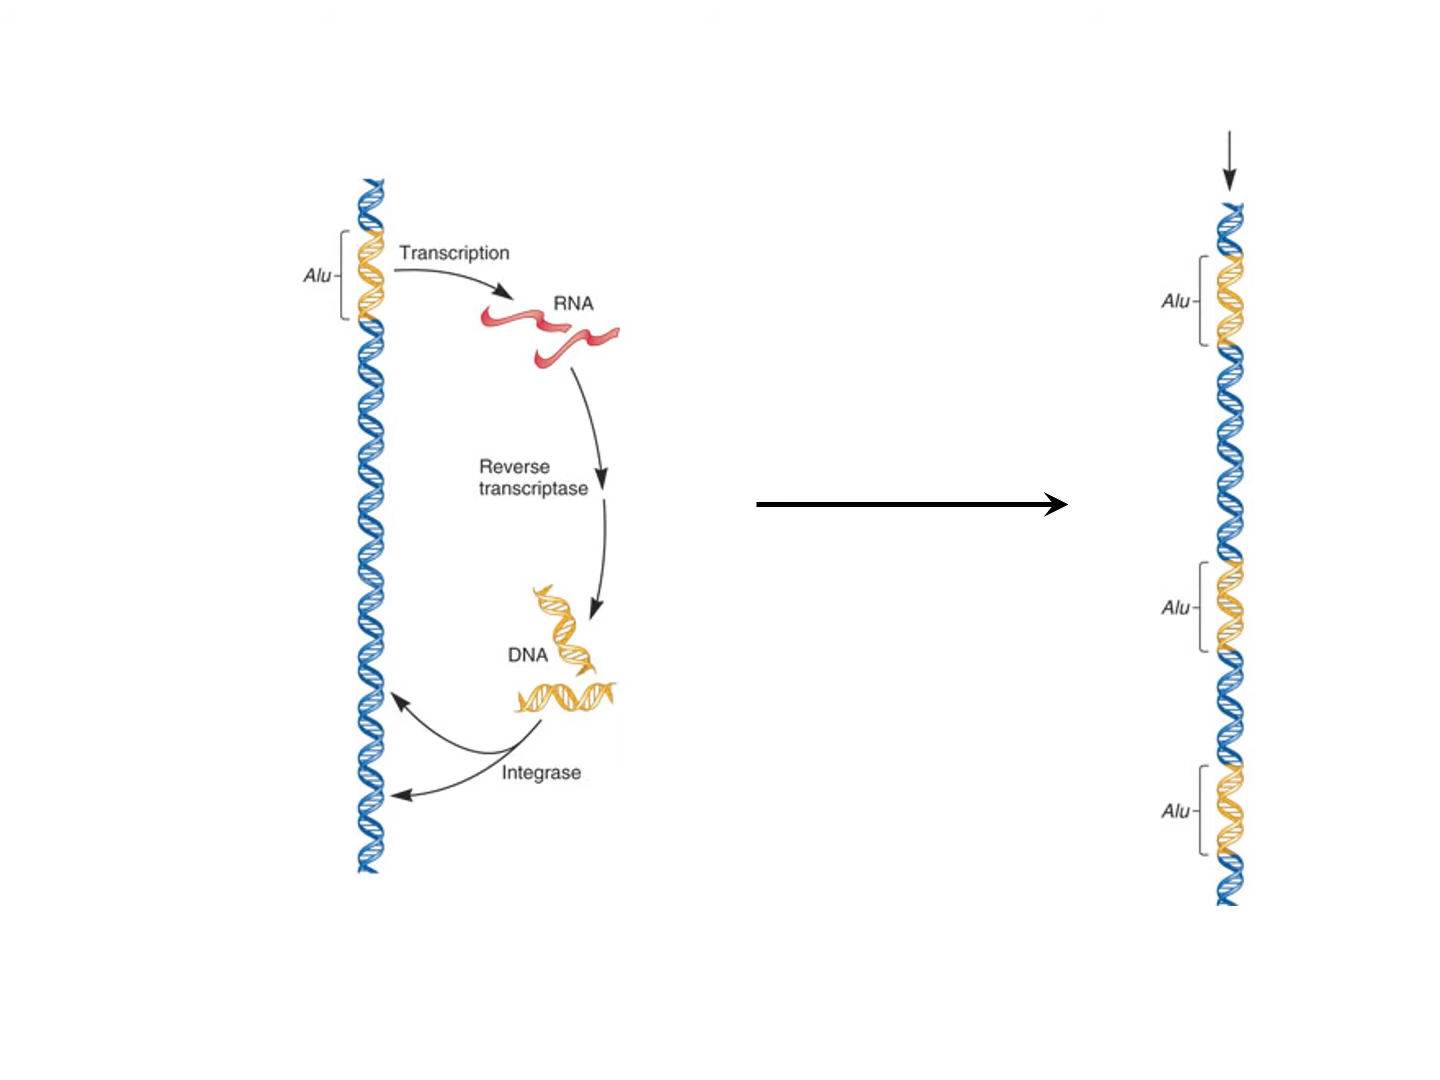 Transcription
Alu
RNA
Reverse
transcriptase
DNA
Integrase
Alu
Alu
Alu